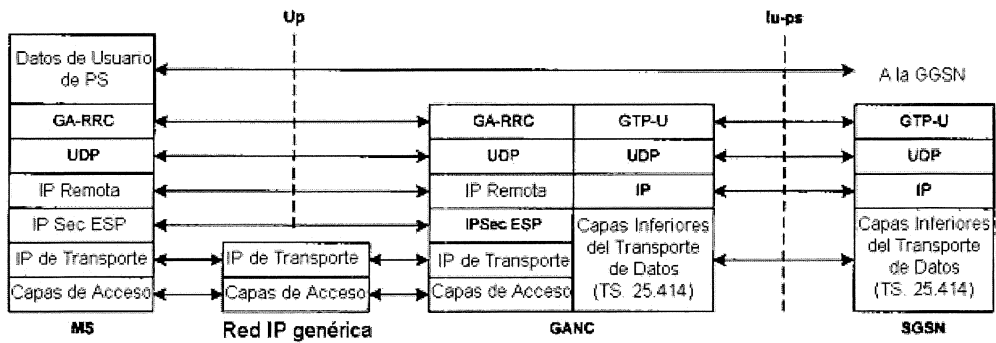 Up
Iu-ps
Datos de Usuario
de PS
A la GGSN
GA-RRC
GA-RRC
GTP-U
GTP-U
UDP
UDP
UDP
UDP
IP Remota
IP Remota
IP
IP
IP Sec ESP
IPSec ESP
Capas Inferiores
del Transporte
de Datos
(TS. 25.414)
Capas Inferiores
del Transporte
de Datos
(TS. 25.414)
IP de Transporte
IP de Transporte
IP de Transporte
Capas de Acceso
Capas de Acceso
Capas de Acceso
MS
Red IP genérica
GANC
SGSN